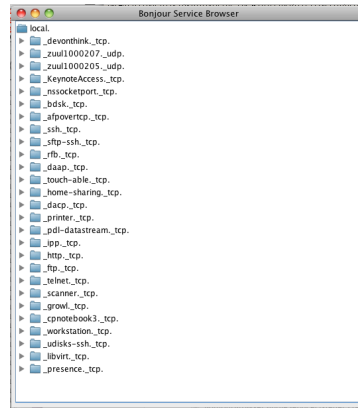 Bonjour Service Browser
local.
_devonthink._tcp.
_zuul1000207._udp.
_zuul1000205._udp.
_KeynoteAccess._tcp.
_nssocketport._tcp.
_bdsk._tcp.
_afpovertcp._tcp.
_ssh._tcp.
_sftp-ssh._tcp.
_rfb._tcp.
_daap._tcp.
_touch-able._tcp.
_home-sharing._tcp.
_dacp._tcp.
_printer._tcp.
_pdl-datastream._tcp.
_ipp._tcp.
_http._tcp.
_ftp._tcp.
_telnet._tcp.
_scanner._tcp.
_growl._tcp.
_cpnotebook3._tcp.
_workstation._tcp.
_udisks-ssh._tcp.
_libvirt._tcp.
_presence._tcp.